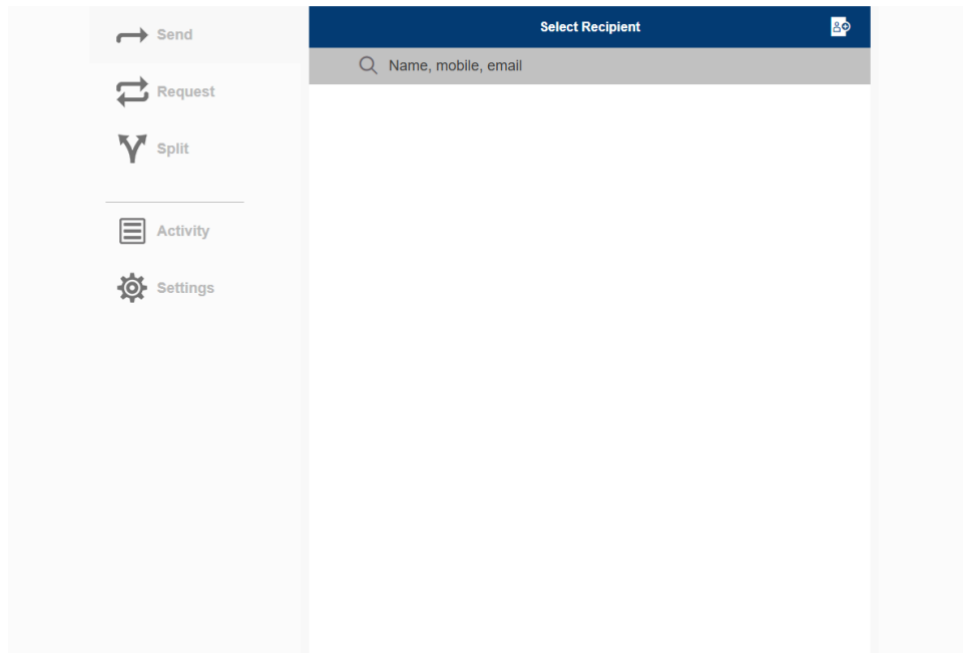 Send
Request
Split
Activity
Settings
Select Recipient
Name, mobile, email